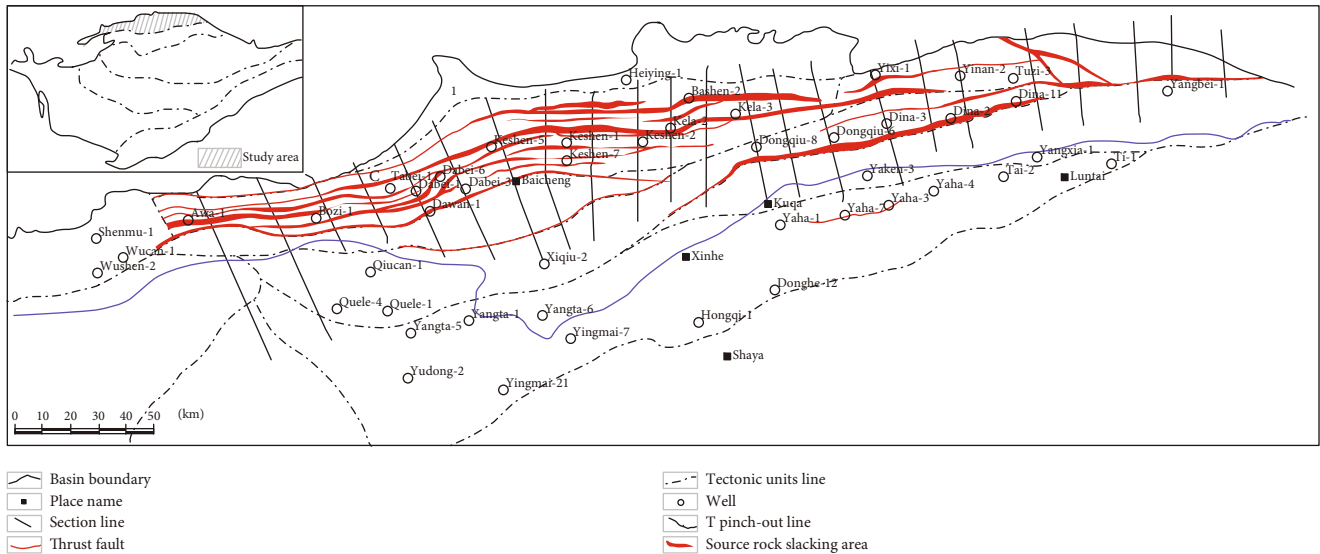 Study area
1
Heiying-1
Yixi-1
Yinan-2
Tuzi-3
Yangbei-1
Bashen-2
Dina-11
Kela-3
Dina-2
Kela-2
Dina-3
Keshen-5
Keshen-1
Keshen-2
Dongqiu-8
Dongqiu-6
Keshen-7
Yangxia-1
Ti-1
C
Tabei-1
Dabei-6
Dabei-1
Dabei-3
Baicheng
Yaken-3
Tai-2
Luntai
Yaha-4
Awa-1
Bozi-1
Dawan-1
Kuqa
Yaha-3
Yaha-7
Yaha-1
Shenmu-1
Wucan-1
Wushen-2
Qiucan-1
Xiqiu-2
Xinhe
Donghe-12
Quele-4
Quele-1
Yangta-1
Yangta-6
Hongqi-1
Yangta-5
Yingmai-7
Shaya
Yudong-2
Yingmai-21
0 10 20 30 40 50 (km)
Basin boundary
Place name
Section line
Thrust fault
Tectonic units line
Well
T pinch-out line
Source rock slacking area